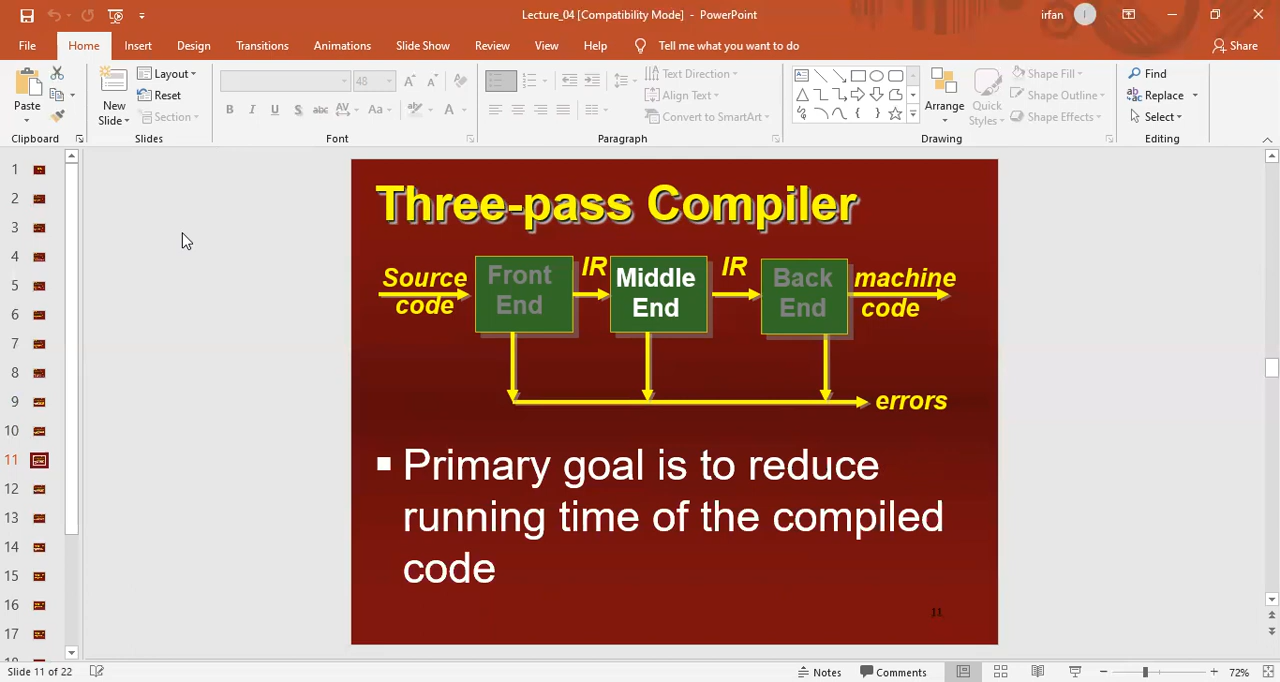 Lecture_04 [Compatibility Mode] - PowerPoint
irfan
I
File Home Insert Design Transitions Animations Slide Show Review View Help Tell me what you want to do Share
Paste
Clipboard
New Slide
Layout
Reset
Section
Slides
48
B I U S abc AV Aa A
A A
Font
Text Direction
Align Text
Convert to SmartArt
Paragraph
Arrange
Quick Styles
Shape Fill
Shape Outline
Shape Effects
Drawing
Find
Replace
Select
Editing
1
2
3
4
5
6
7
8
9
10
11
12
13
14
15
16
17
Three-pass Compiler
Source code
Front End
IR
Middle End
IR
Back End
machine code
errors
Primary goal is to reduce
running time of the compiled
code
11
Slide 11 of 22
Notes
Comments
72%